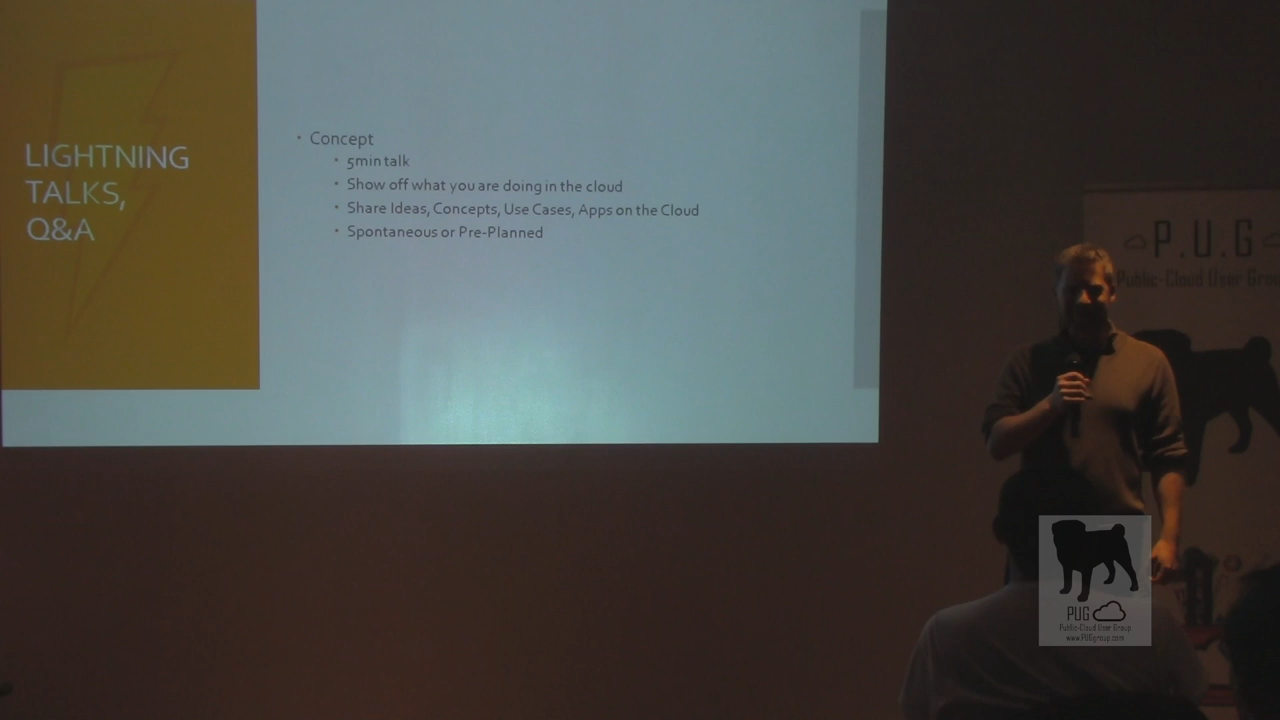 LIGHTNING
TALKS,
Q&A
• Concept
• 5min talk
• Show off what you are doing in the cloud
• Share Ideas, Concepts, Use Cases, Apps on the Cloud
• Spontaneous or Pre-Planned
P.U.G
Public-Cloud User Grou
PUG
Public-Cloud User Group
www.PUGgroup.com